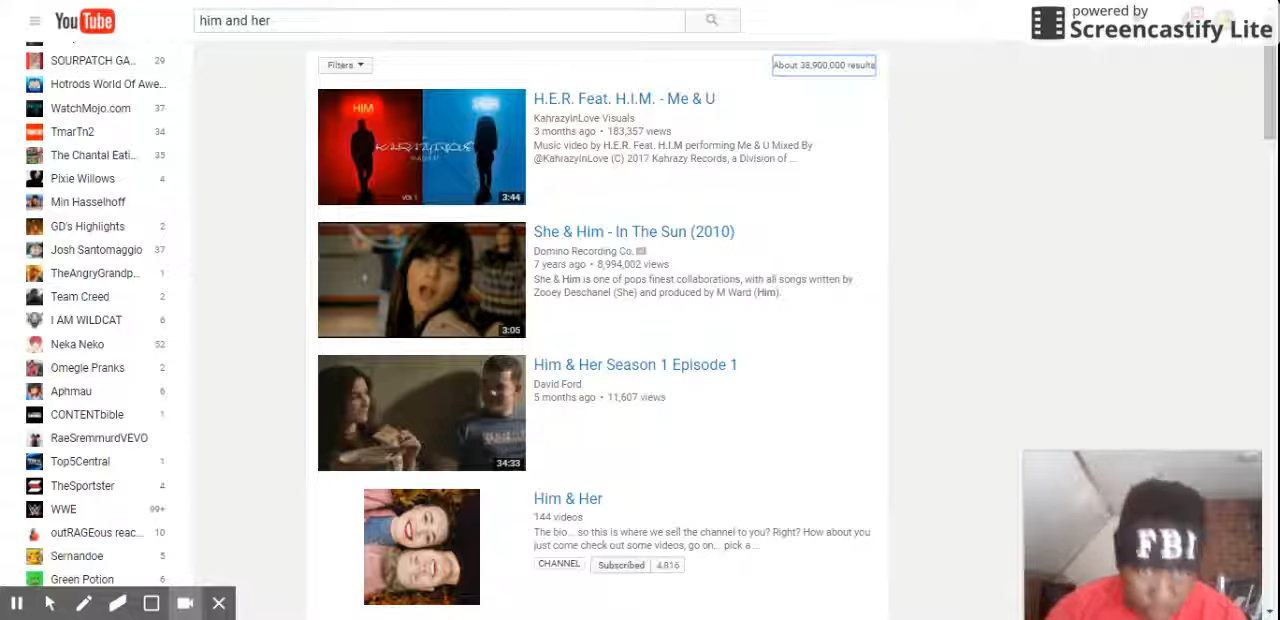 YouTube
him and her
powered by
Screencastify Lite
SOURPATCH GA.. 29
Hotrods World Of Awe...
WatchMojo.com 37
TmarTn2 34
The Chantal Eati... 35
Pixie Willows 4
Min Hasselhoff
GD's Highlights 2
Josh Santomaggio 37
TheAngryGrandp... 1
Team Creed 2
I AM WILDCAT 6
Neka Neko 52
Omegle Pranks 2
Aphmau 6
CONTENTbible 1
RaeSremmurdVEVO
Top5Central 1
TheSportster 4
WWE 99+
outRAGEous reac... 10
Sernandoe 5
Green Potion 6
Filters
About 38,900,000 results
HIM
3:44
H.E.R. Feat. H.I.M. - Me & U
KahrazyInLove Visuals
3 months ago • 183,357 views
Music video by H.E.R. Feat. H.I.M performing Me & U Mixed By
@KahrazyInLove (C) 2017 Kahrazy Records, a Division of ...
3:05
She & Him - In The Sun (2010)
Domino Recording Co.
7 years ago • 8,994,002 views
She & Him is one of pops finest collaborations, with all songs written by
Zooey Deschanel (She) and produced by M Ward (Him).
34:33
Him & Her Season 1 Episode 1
David Ford
5 months ago • 11,607 views
Him & Her
144 videos
The bio... so this is where we sell the channel to you? Right? How about you
just come check out some videos, go on... pick a ...
CHANNEL
Subscribed 4,816
FBI